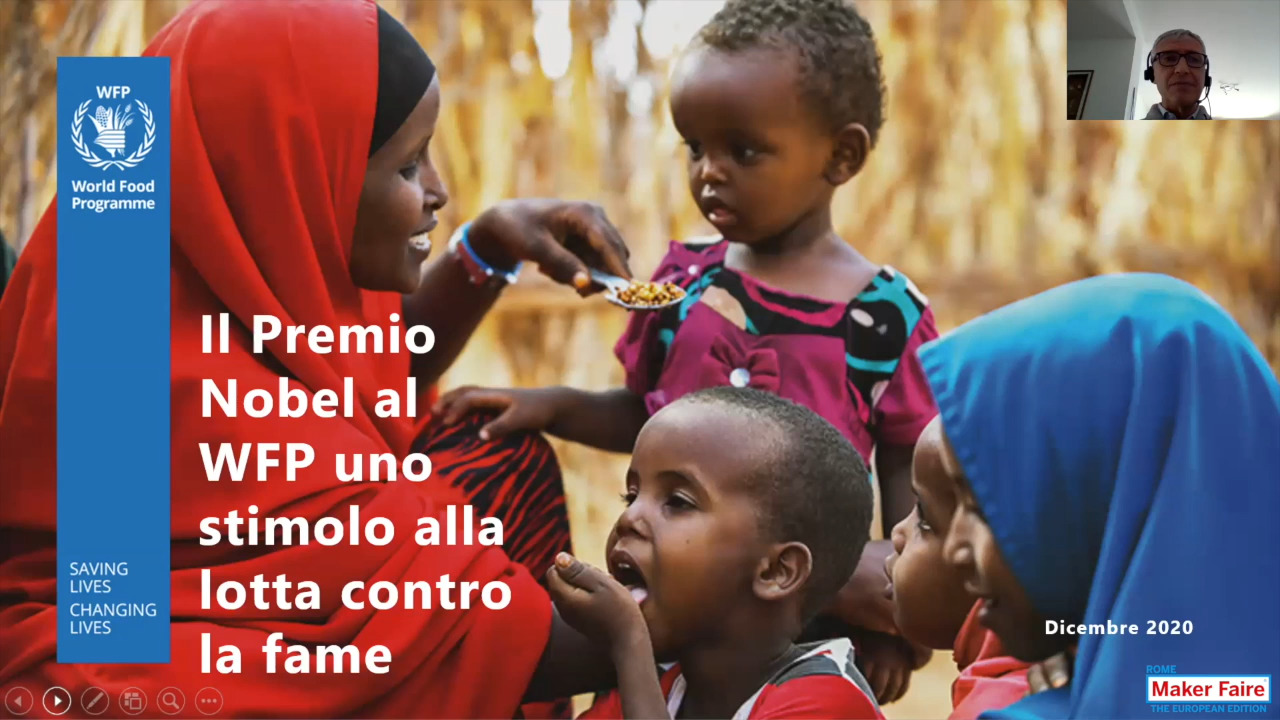 WFP
World Food
Programme
Il Premio
Nobel al
WFP uno
stimolo alla
lotta contro
la fame
SAVING
LIVES
CHANGING
LIVES
Dicembre 2020
ROME
Maker Faire
THE EUROPEAN EDITION